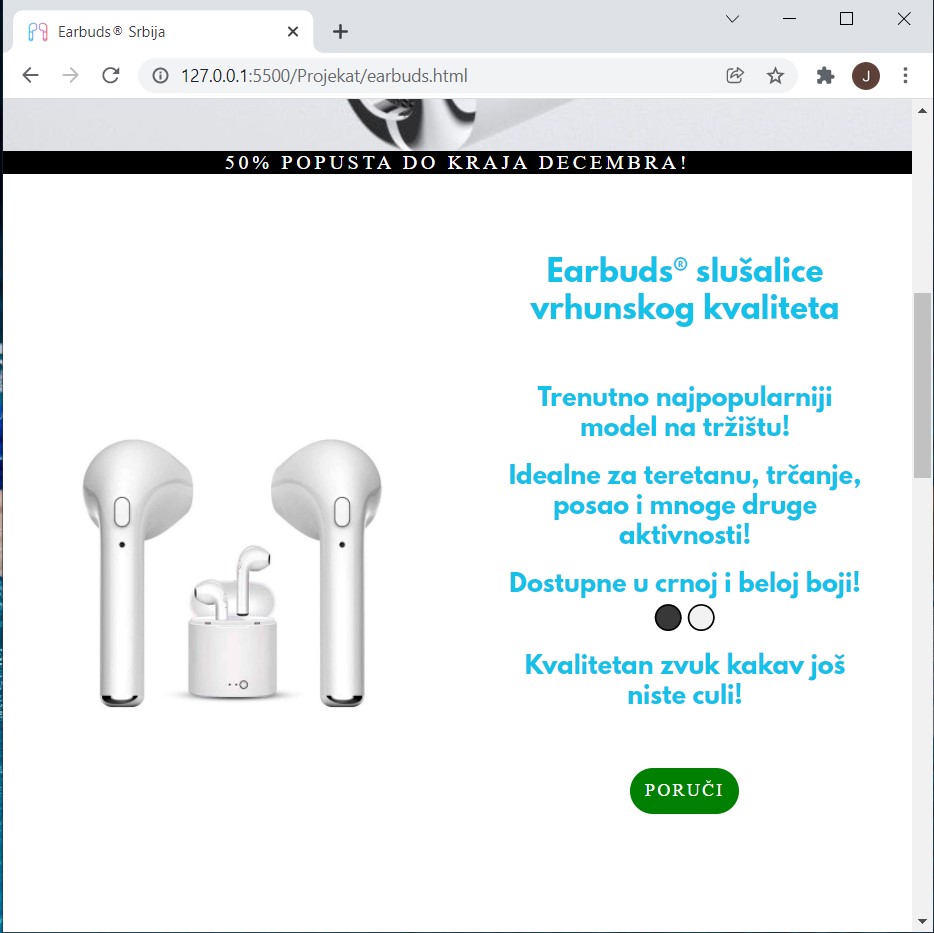 Earbuds® Srbija
127.0.0.1:5500/Projekat/earbuds.html
J
50% POPUSTA DO KRAJA DECEMBRA!
Earbuds® slušalice
vrhunskog kvaliteta
Trenutno najpopularniji
model na tržištu!
Idealne za teretanu, trčanje,
posao i mnoge druge
aktivnosti!
Dostupne u crnoj i beloj boji!
Kvalitetan zvuk kakav još
niste culi!
PORUČI